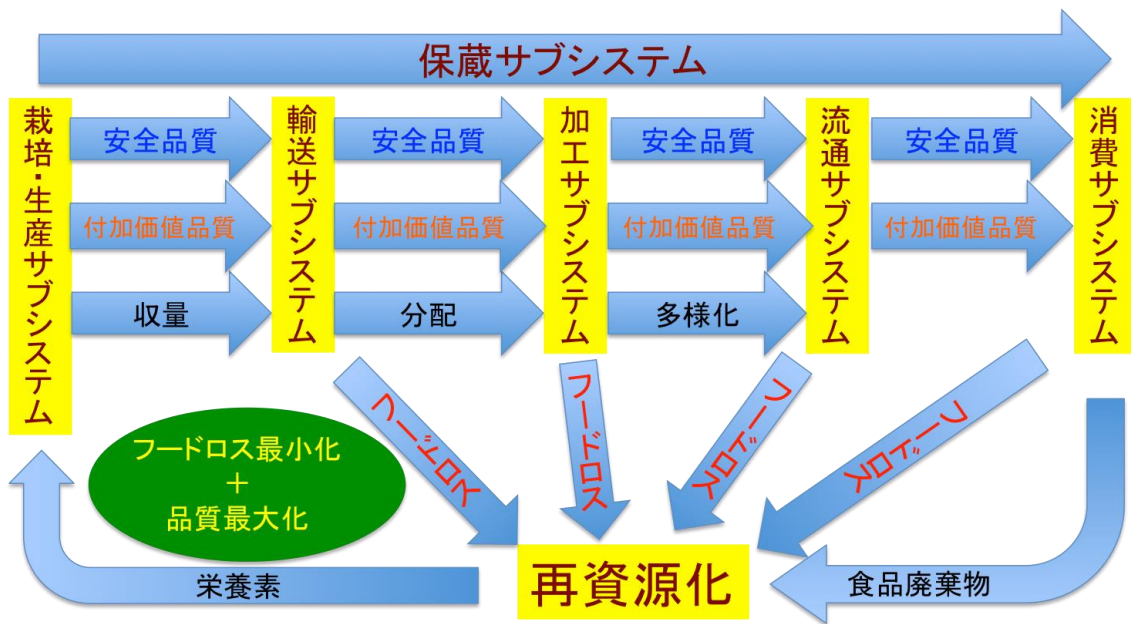 保蔵サブシステム
栽培・生産サブシステム
安全品質
付加価値品質
収量
輸送サブシステム
安全品質
付加価値品質
分配
加工サブシステム
安全品質
付加価値品質
多様化
流通サブシステム
安全品質
付加価値品質
消費サブシステム
フードロス
フードロス
フードロス
フードロス
フードロス最小化
+
品質最大化
栄養素
再資源化
食品廃棄物